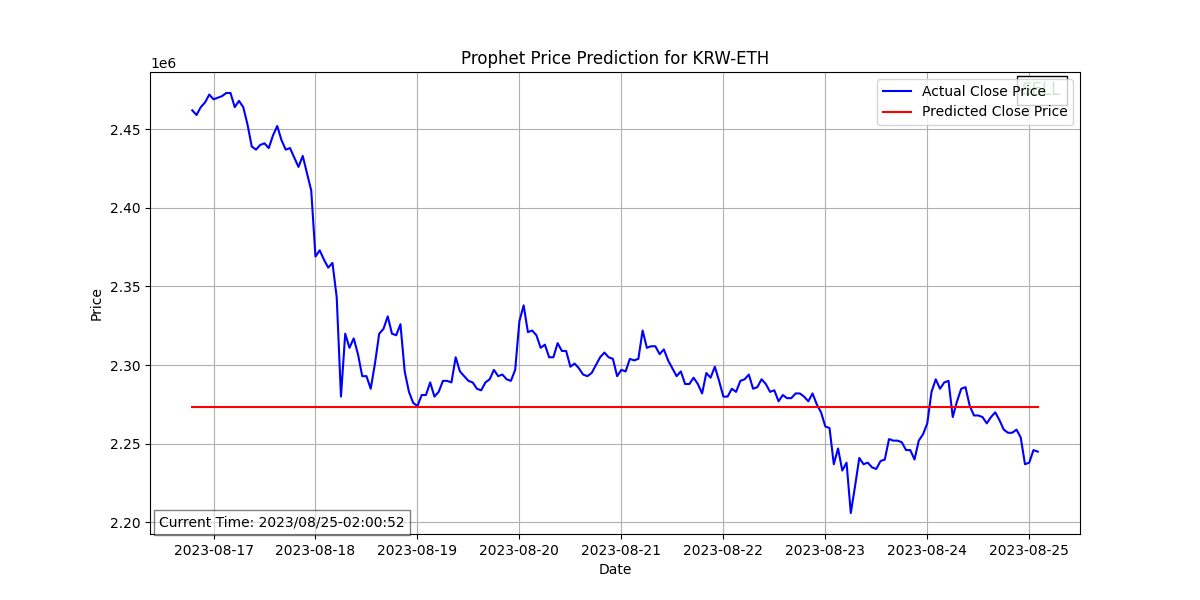 Prophet Price Prediction for KRW-ETH
1e6
SELL
Actual Close Price
Predicted Close Price
2.45
2.40
2.35
2.30
2.25
2.20
Price
Current Time: 2023/08/25-02:00:52
2023-08-17
2023-08-18
2023-08-19
2023-08-20
2023-08-21
2023-08-22
2023-08-23
2023-08-24
2023-08-25
Date